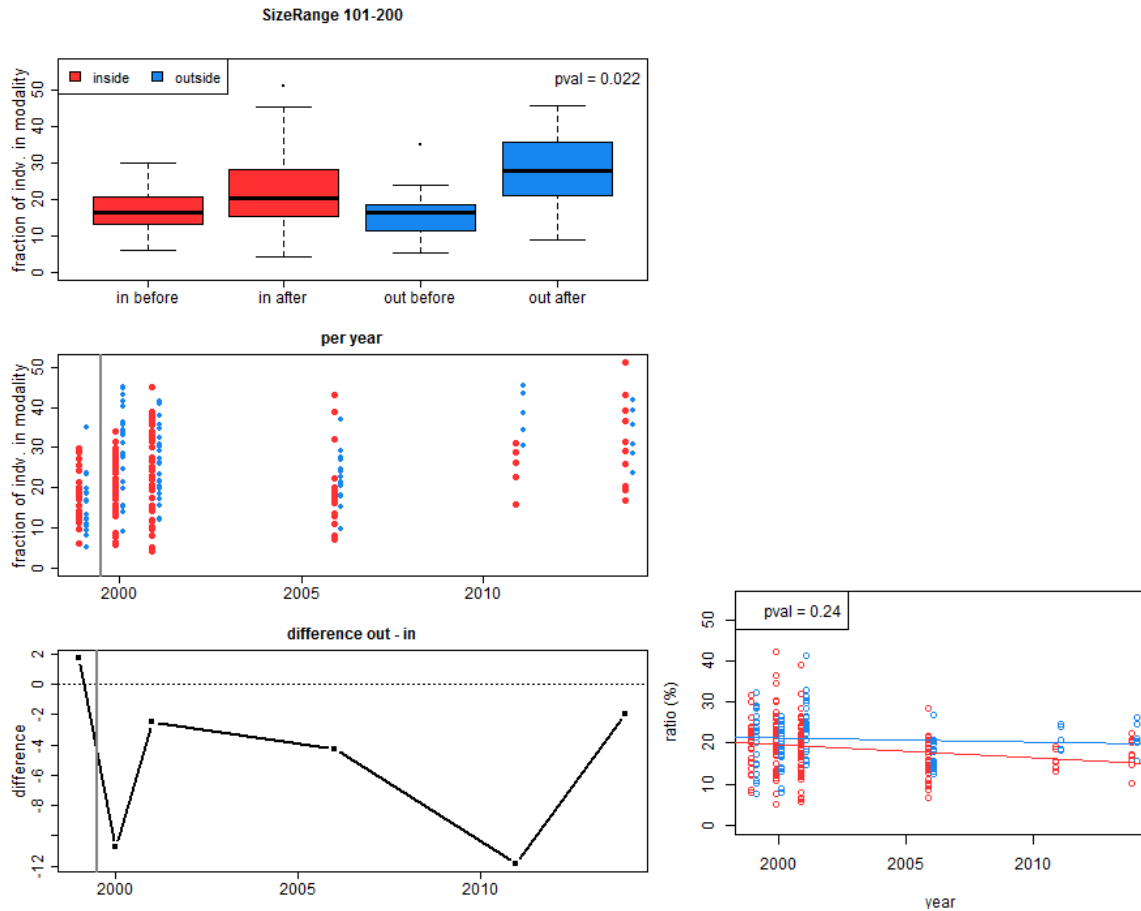 SizeRange 101-200
fraction of indv. in modality
0 10 20 30 40 50
inside outside
pval = 0.022
in before in after out before out after
per year
fraction of indv. in modality
0 10 20 30 40 50
2000 2005 2010
difference out - in
difference
-12 -8 -6 -4 -2 0 2
2000 2005 2010
pval = 0.24
ratio (%)
0 10 20 30 40 50
2000 2005 2010
year